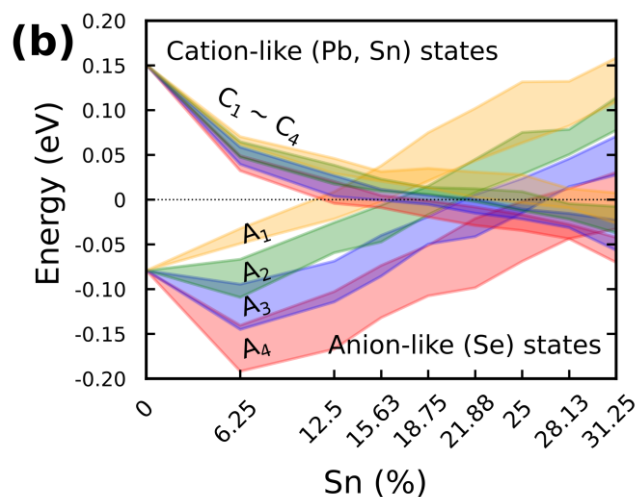 (b)
Cation-like (Pb, Sn) states
C1 ~ C4
A1
A2
A3
A4
Anion-like (Se) states
Energy (eV)
0.20
0.15
0.10
0.05
0
-0.05
-0.10
-0.15
-0.20
0
6.25
12.5
15.63
18.75
21.88
25
28.13
31.25
Sn (%)